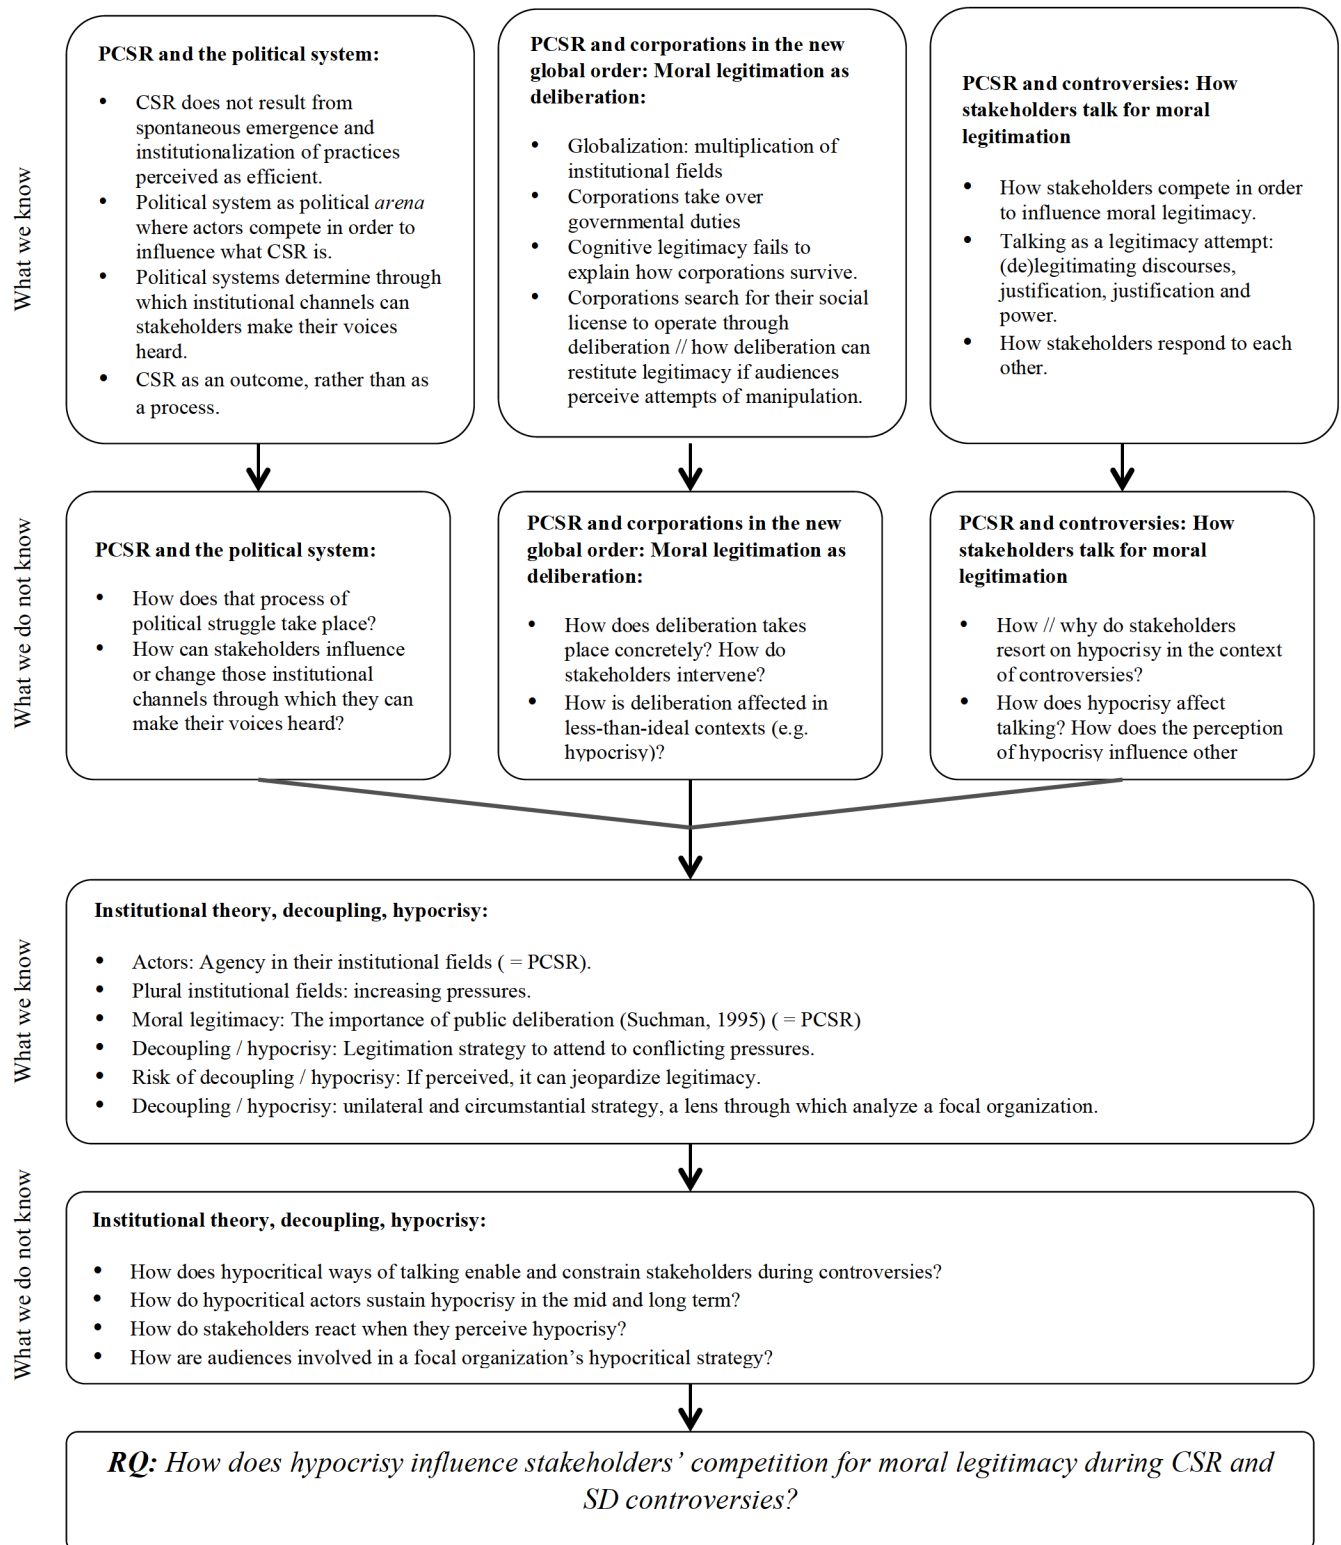 What we know
PCSR and the political system:
• CSR does not result from
spontaneous emergence and
institutionalization of practices
perceived as efficient.
• Political system as political arena
where actors compete in order to
influence what CSR is.
• Political systems determine through
which institutional channels can
stakeholders make their voices
heard.
• CSR as an outcome, rather than as
a process.
PCSR and corporations in the new
global order: Moral legitimation as
deliberation:
• Globalization: multiplication of
institutional fields
• Corporations take over
governmental duties
• Cognitive legitimacy fails to
explain how corporations survive.
• Corporations search for their social
license to operate through
deliberation // how deliberation can
restitute legitimacy if audiences
perceive attempts of manipulation.
PCSR and controversies: How
stakeholders talk for moral
legitimation
• How stakeholders compete in order
to influence moral legitimacy.
• Talking as a legitimacy attempt:
(de)legitimating discourses,
justification, justification and
power.
• How stakeholders respond to each
other.
What we do not know
PCSR and the political system:
• How does that process of
political struggle take place?
• How can stakeholders influence
or change those institutional
channels through which they can
make their voices heard?
PCSR and corporations in the new
global order: Moral legitimation as
deliberation:
• How does deliberation takes
place concretely? How do
stakeholders intervene?
• How is deliberation affected in
less-than-ideal contexts (e.g.
hypocrisy)?
PCSR and controversies: How
stakeholders talk for moral
legitimation
• How // why do stakeholders
resort on hypocrisy in the context
of controversies?
• How does hypocrisy affect
talking? How does the perception
of hypocrisy influence other
What we know
Institutional theory, decoupling, hypocrisy:
• Actors: Agency in their institutional fields ( = PCSR).
• Plural institutional fields: increasing pressures.
• Moral legitimacy: The importance of public deliberation (Suchman, 1995) ( = PCSR)
• Decoupling / hypocrisy: Legitimation strategy to attend to conflicting pressures.
• Risk of decoupling / hypocrisy: If perceived, it can jeopardize legitimacy.
• Decoupling / hypocrisy: unilateral and circumstantial strategy, a lens through which analyze a focal organization.
What we do not know
Institutional theory, decoupling, hypocrisy:
• How does hypocritical ways of talking enable and constrain stakeholders during controversies?
• How do hypocritical actors sustain hypocrisy in the mid and long term?
• How do stakeholders react when they perceive hypocrisy?
• How are audiences involved in a focal organization's hypocritical strategy?
RQ: How does hypocrisy influence stakeholders' competition for moral legitimacy during CSR and
SD controversies?